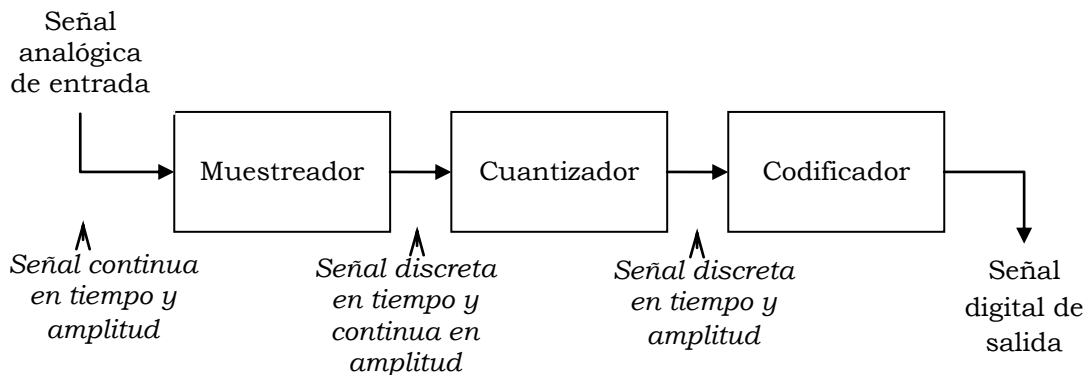 Señal
analógica
de entrada
Muestreador
Cuantizador
Codificador
Señal continua
en tiempo y
amplitud
Señal discreta
en tiempo y
continua en
amplitud
Señal discreta
en tiempo y
amplitud
Señal
digital de
salida